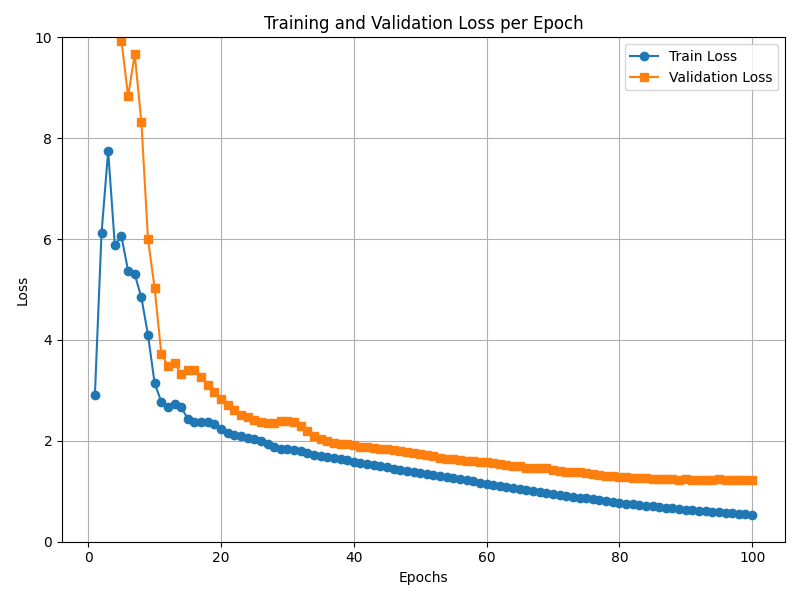 Training and Validation Loss per Epoch
Train Loss
Validation Loss
10
8
6
4
2
0
Loss
0 20 40 60 80 100
Epochs